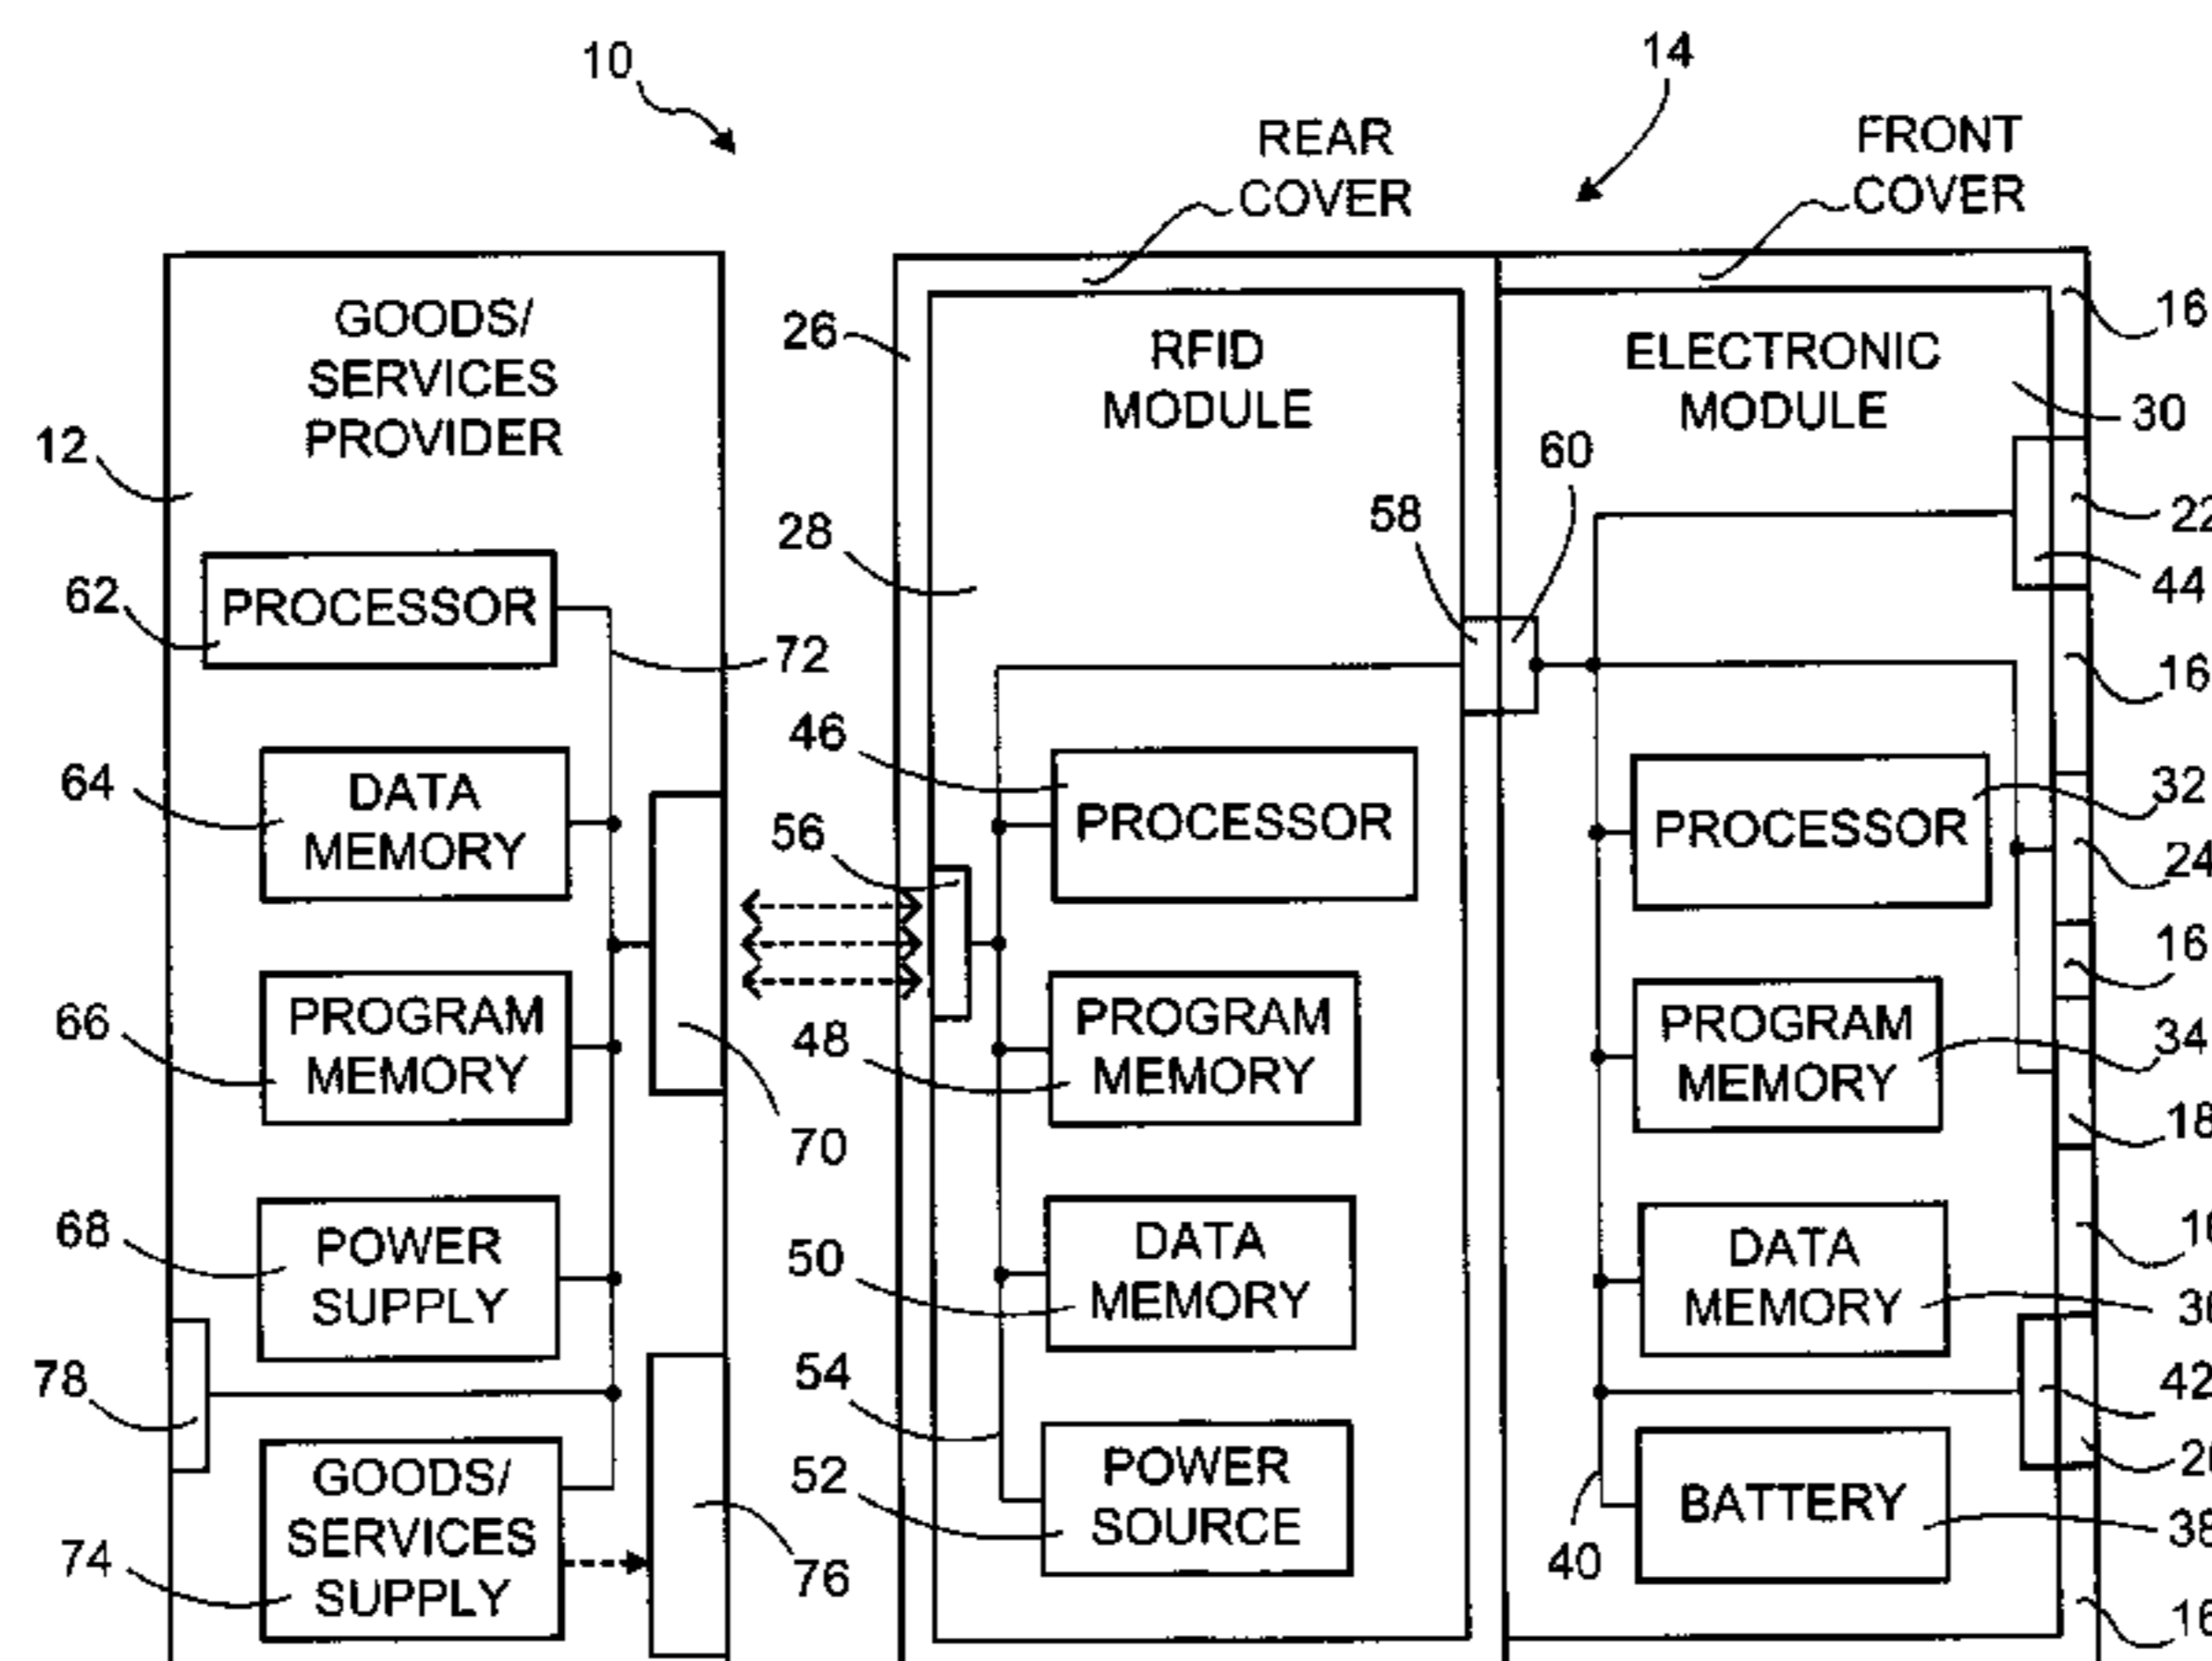 10
14
REAR
COVER
FRONT
COVER
GOODS/
SERVICES
PROVIDER
12
26
RFID
MODULE
ELECTRONIC
MODULE
16
30
28
58
60
22
44
62
PROCESSOR
72
16
64
DATA
MEMORY
46
PROCESSOR
56
PROCESSOR
32
24
66
PROGRAM
MEMORY
48
PROGRAM
MEMORY
PROGRAM
MEMORY
16
34
70
18
68
POWER
SUPPLY
50
DATA
MEMORY
DATA
MEMORY
78
54
42
74
GOODS/
SERVICES
SUPPLY
76
52
POWER
SOURCE
40
BATTERY
38
16